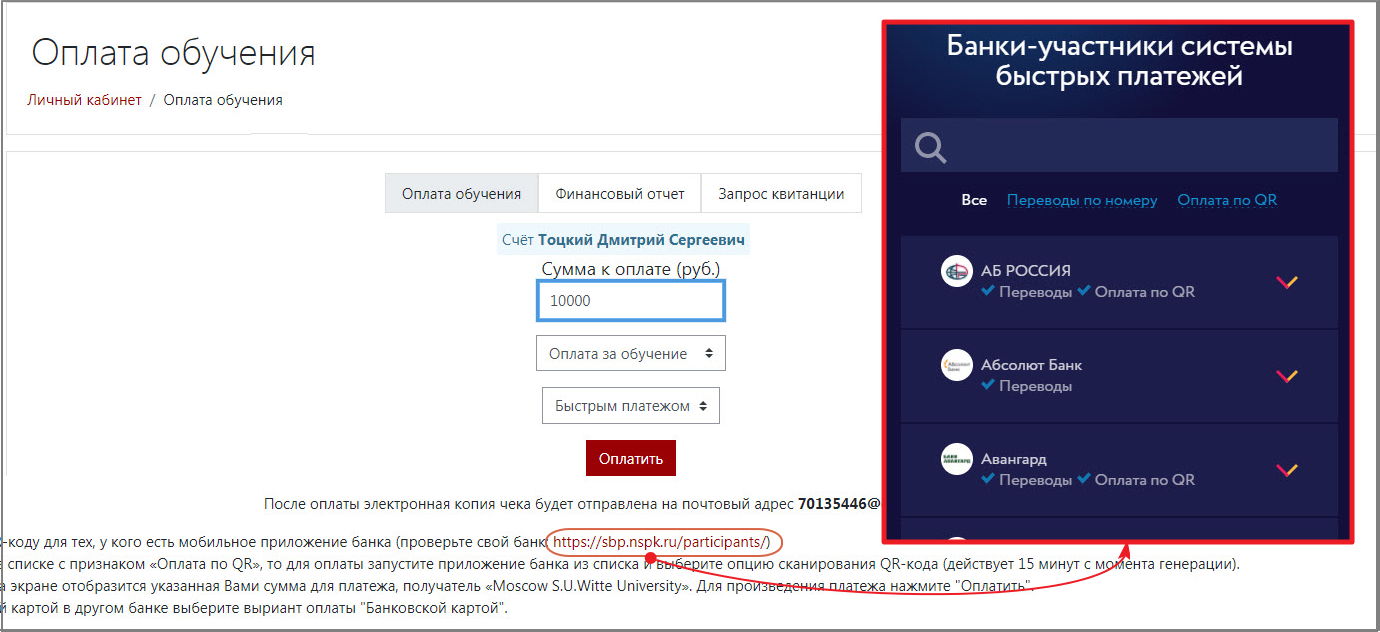 Оплата обучения
Личный кабинет / Оплата обучения
Оплата обучения Финансовый отчет Запрос квитанции
Счёт Тоцкий Дмитрий Сергеевич
Сумма к оплате (руб.)
10000
Оплата за обучение
Быстрым платежом
Оплатить
После оплаты электронная копия чека будет отправлена на почтовый адрес 70135446@
-коду для тех, у кого есть мобильное приложение банка (проверьте свой банк: https://sbp.nspk.ru/participants/)
списке с признаком «Оплата по QR», то для оплаты запустите приложение банка из списка и выберите опцию сканирования QR-кода (действует 15 минут с момента генерации).
экране отобразится указанная Вами сумма для платежа, получатель «Moscow S.U.Witte University». Для произведения платежа нажмите "Оплатить".
й картой в другом банке выберите выриант оплаты "Банковской картой".
Банки-участники системы
быстрых платежей
Все Переводы по номеру Оплата по QR
АБ РОССИЯ
Переводы Оплата по QR
Абсолют Банк
Переводы
Авангард
Переводы Оплата по QR